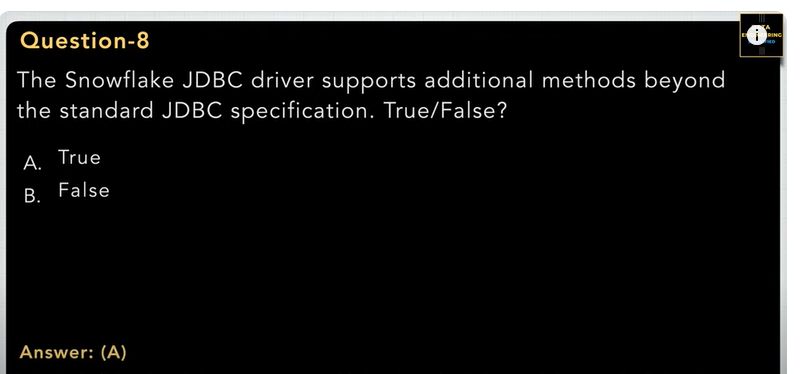 Question-8
The Snowflake JDBC driver supports additional methods beyond
the standard JDBC specification. True/False?
A. True
B. False
Answer: (A)